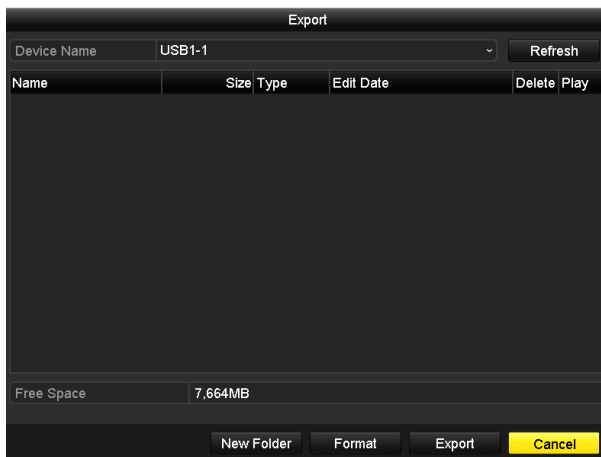 Export
Device Name USB1-1 Refresh
Name Size Type Edit Date Delete Play
Free Space 7,664MB
New Folder Format Export Cancel